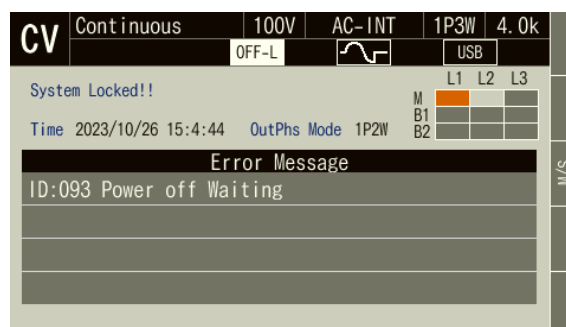 CV Continuous 100V AC-INT 1P3W 4.0k
OFF-L USB
System Locked!!
L1 L2 L3
M
B1
B2
Time 2023/10/26 15:4:44 OutPhs Mode 1P2W
Error Message
ID:093 Power off Waiting
M/S